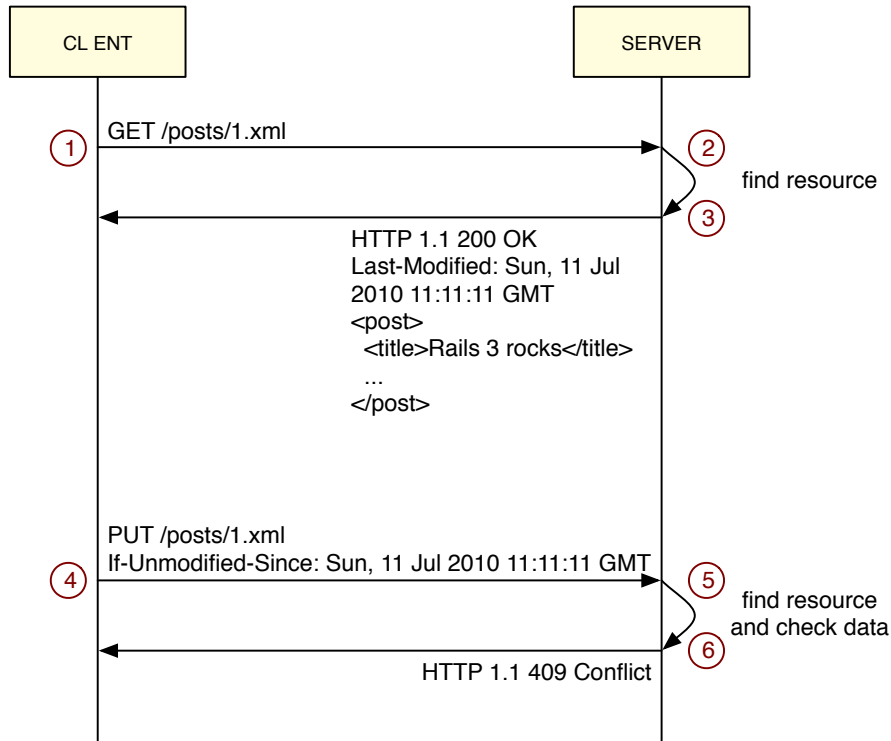 CL ENT
SERVER
GET /posts/1.xml
1
2
find resource
3
HTTP 1.1 200 OK
Last-Modified: Sun, 11 Jul
2010 11:11:11 GMT
<post>
<title>Rails 3 rocks</title>
...
</post>
PUT /posts/1.xml
If-Unmodified-Since: Sun, 11 Jul 2010 11:11:11 GMT
4
5
find resource
and check data
6
HTTP 1.1 409 Conflict